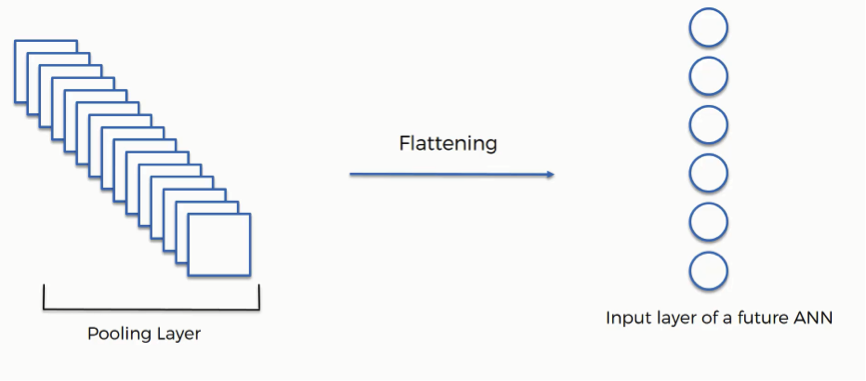 Flattening
Pooling Layer
Input layer of a future ANN